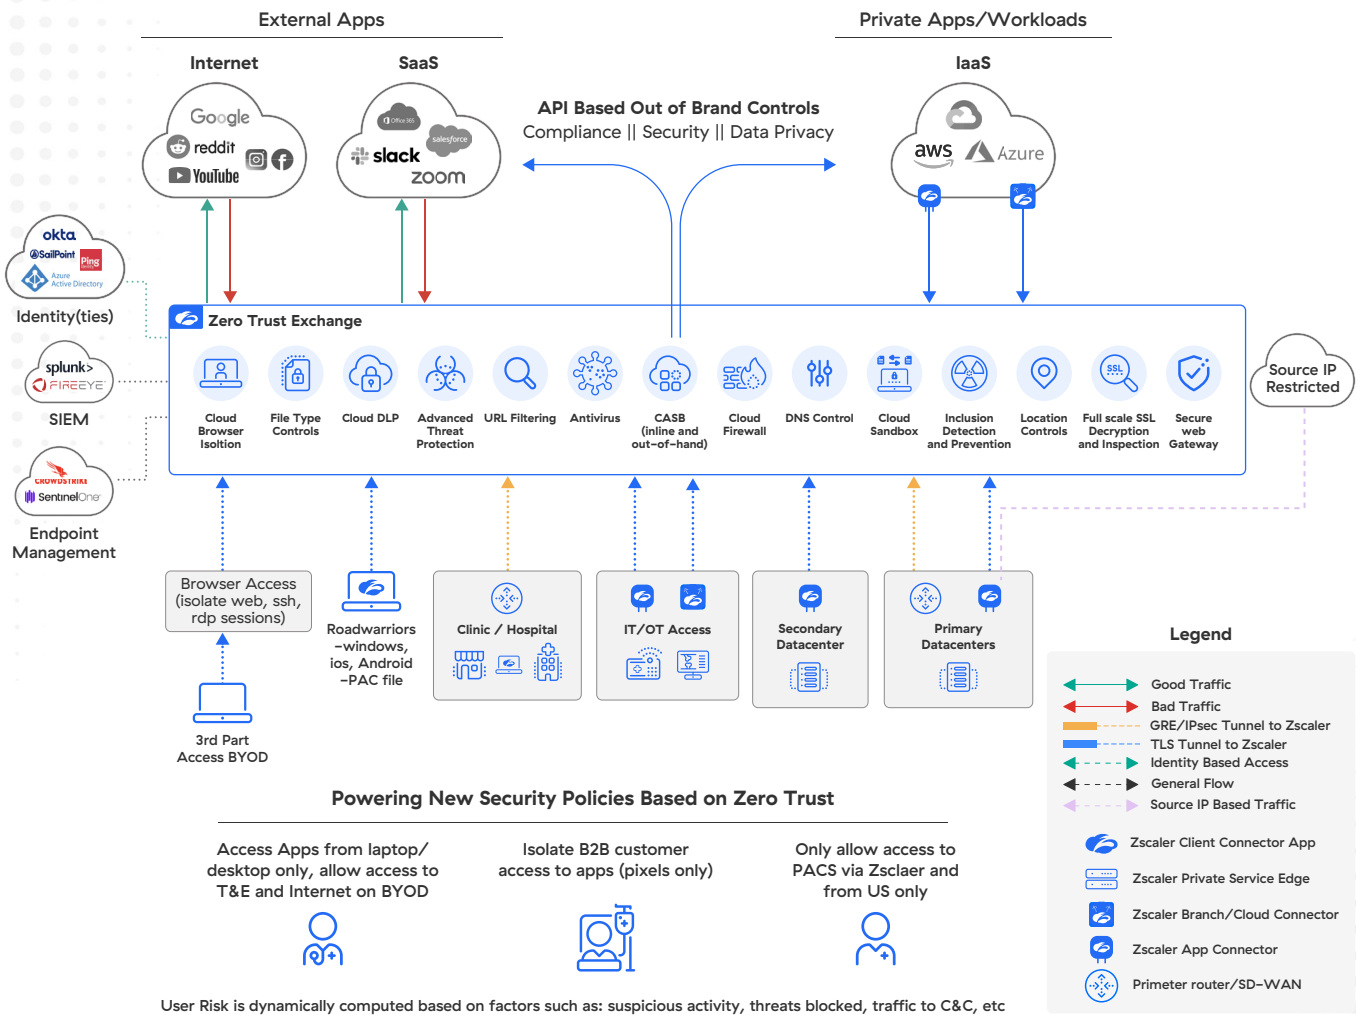 External Apps
Private Apps/Workloads
Internet
SaaS
IaaS
Google
reddit
YouTube
Office 365
salesforce
slack
zoom
API Based Out of Brand Controls
Compliance || Security || Data Privacy
aws
Azure
okta
SailPoint
Ping
Azure
Active Directory
Identity(ties)
splunk>
FIREEYE
SIEM
CROWDSTRIKE
SentinelOne
Endpoint
Management
Zero Trust Exchange
Cloud
Browser
Isoltion
File Type
Controls
Cloud DLP
Advanced
Threat
Protection
URL Filtering
Antivirus
CASB
(inline and
out-of-hand)
Cloud
Firewall
DNS Control
Cloud
Sandbox
Inclusion
Detection
and Prevention
Location
Controls
SSL
Full scale SSL
Decryption
and Inspection
Secure
web
Gateway
Source IP
Restricted
Browser Access
(isolate web, ssh,
rdp sessions)
3rd Part
Access BYOD
Roadwarriors
-windows,
ios, Android
-PAC file
Clinic / Hospital
IT/OT Access
Secondary
Datacenter
Primary
Datacenters
Legend
Good Traffic
Bad Traffic
GRE/IPsec Tunnel to Zscaler
TLS Tunnel to Zscaler
Identity Based Access
General Flow
Source IP Based Traffic
Zscaler Client Connector App
Zscaler Private Service Edge
Zscaler Branch/Cloud Connector
Zscaler App Connector
Primeter router/SD-WAN
Powering New Security Policies Based on Zero Trust
Access Apps from laptop/
desktop only, allow access to
T&E and Internet on BYOD
Isolate B2B customer
access to apps (pixels only)
Only allow access to
PACS via Zsclaer and
from US only
User Risk is dynamically computed based on factors such as: suspicious activity, threats blocked, traffic to C&C, etc